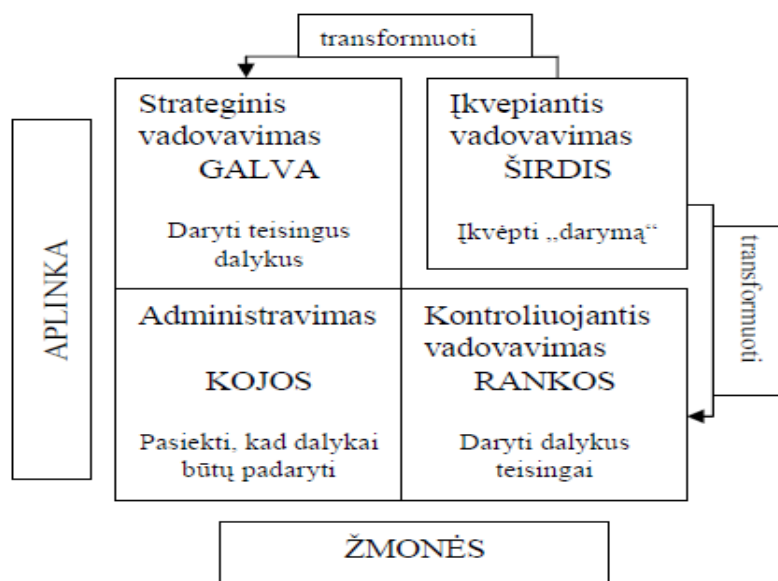 transformuoti
Strateginis
vadovavimas
GALVA
Daryti teisingus
dalykus
Įkvepiantis
vadovavimas
ŠIRDIS
Įkvėpti „darymą“
transformuoti
APLINKA
Administravimas
KOJOS
Pasiekti, kad dalykai
būtų padaryti
Kontroliuojantis
vadovavimas
RANKOS
Daryti dalykus
teisingai
ŽMONĖS